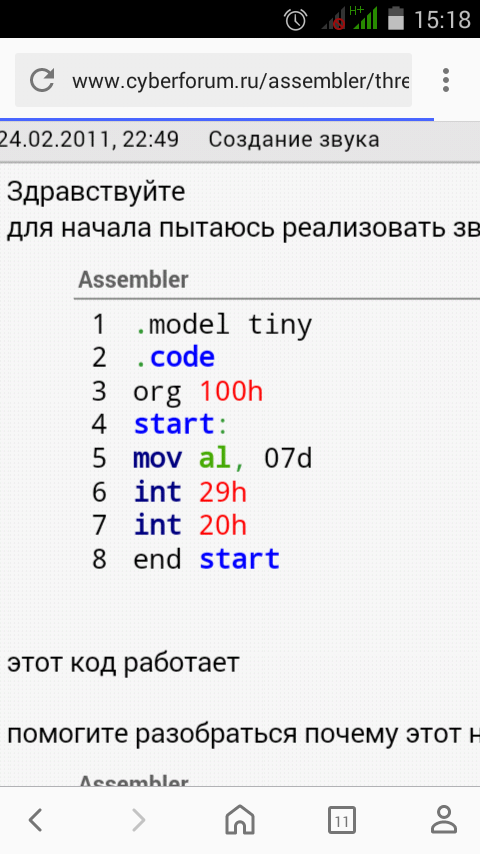 H+ 15:18
www.cyberforum.ru/assembler/thre
24.02.2011, 22:49 Создание звука
Здравствуйте
для начала пытаюсь реализовать зв
Assembler
1 .model tiny
2 .code
3 org 100h
4 start:
5 mov al, 07d
6 int 29h
7 int 20h
8 end start
этот код работает
помогите разобраться почему этот н
Assembler
11